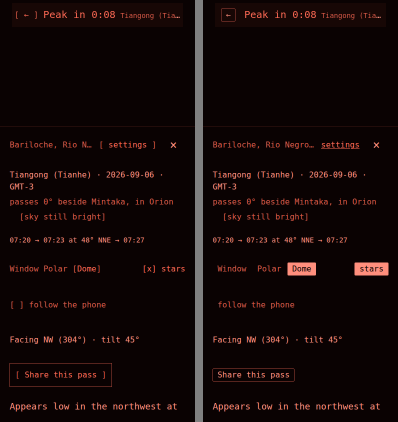 [ ← ] Peak in 0:08 Tiangong (Tia…
Bariloche, Rio N… [ settings ] ×
Tiangong (Tianhe) · 2026-09-06 ·
GMT-3
passes 0° beside Mintaka, in Orion
[sky still bright]
07:20 → 07:23 at 48° NNE → 07:27
Window Polar [Dome] [x] stars
[ ] follow the phone
Facing NW (304°) · tilt 45°
[ Share this pass ]
Appears low in the northwest at
← Peak in 0:08 Tiangong (Tia…
Bariloche, Rio Negro… settings ×
Tiangong (Tianhe) · 2026-09-06 ·
GMT-3
passes 0° beside Mintaka, in Orion
[sky still bright]
07:20 → 07:23 at 48° NNE → 07:27
Window Polar Dome stars
follow the phone
Facing NW (304°) · tilt 45°
Share this pass
Appears low in the northwest at